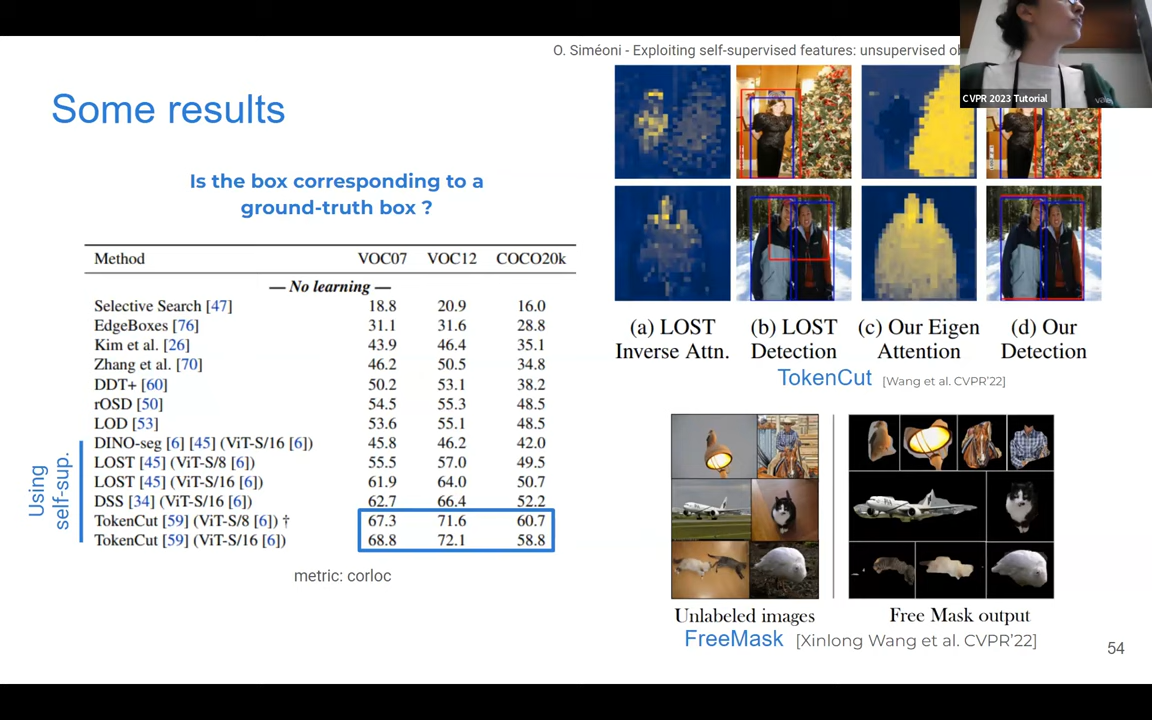 O. Siméoni - Exploiting self-supervised features: unsupervised
CVPR 2023 Tutorial
Some results
Is the box corresponding to a
ground-truth box ?
Method VOC07 VOC12 COCO20k
— No learning —
Selective Search [47] 18.8 20.9 16.0
EdgeBoxes [76] 31.1 31.6 28.8
Kim et al. [26] 43.9 46.4 35.1
Zhang et al. [70] 46.2 50.5 34.8
DDT+ [60] 50.2 53.1 38.2
rOSD [50] 54.5 55.3 48.5
LOD [53] 53.6 55.1 48.5
DINO-seg [6] [45] (ViT-S/16 [6]) 45.8 46.2 42.0
LOST [45] (ViT-S/8 [6]) 55.5 57.0 49.5
LOST [45] (ViT-S/16 [6]) 61.9 64.0 50.7
DSS [34] (ViT-S/16 [6]) 62.7 66.4 52.2
TokenCut [59] (ViT-S/8 [6]) † 67.3 71.6 60.7
TokenCut [59] (ViT-S/16 [6]) 68.8 72.1 58.8
Using
self-sup.
metric: corloc
(a) LOST (b) LOST (c) Our Eigen (d) Our
Inverse Attn. Detection Attention Detection
TokenCut [Wang et al. CVPR'22]
Unlabeled images Free Mask output
FreeMask [Xinlong Wang et al. CVPR'22]
54